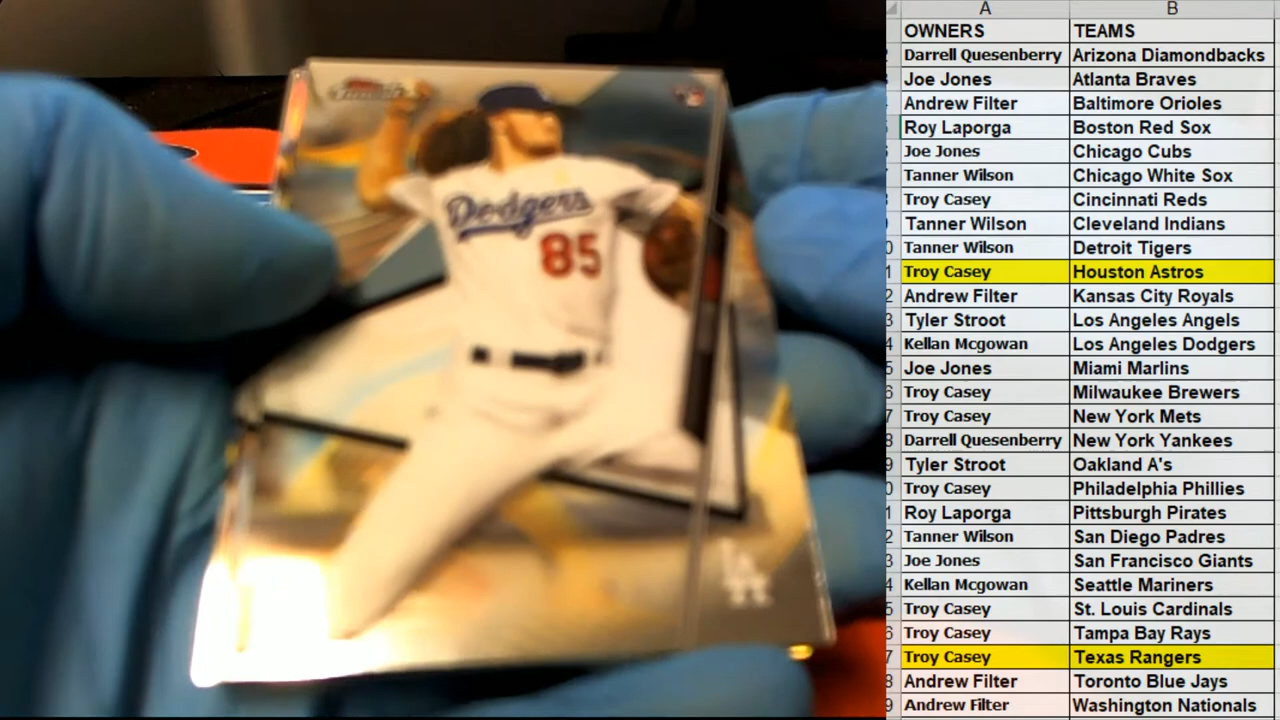 Dodgers
85
LA
A B
OWNERS TEAMS
Darrell Quesenberry Arizona Diamondbacks
Joe Jones Atlanta Braves
Andrew Filter Baltimore Orioles
Roy Laporga Boston Red Sox
Joe Jones Chicago Cubs
Tanner Wilson Chicago White Sox
Troy Casey Cincinnati Reds
Tanner Wilson Cleveland Indians
Tanner Wilson Detroit Tigers
Troy Casey Houston Astros
Andrew Filter Kansas City Royals
Tyler Stroot Los Angeles Angels
Kellan Mcgowan Los Angeles Dodgers
Joe Jones Miami Marlins
Troy Casey Milwaukee Brewers
Troy Casey New York Mets
Darrell Quesenberry New York Yankees
Tyler Stroot Oakland A's
Troy Casey Philadelphia Phillies
Roy Laporga Pittsburgh Pirates
Tanner Wilson San Diego Padres
Joe Jones San Francisco Giants
Kellan Mcgowan Seattle Mariners
Troy Casey St. Louis Cardinals
Troy Casey Tampa Bay Rays
Troy Casey Texas Rangers
Andrew Filter Toronto Blue Jays
Andrew Filter Washington Nationals